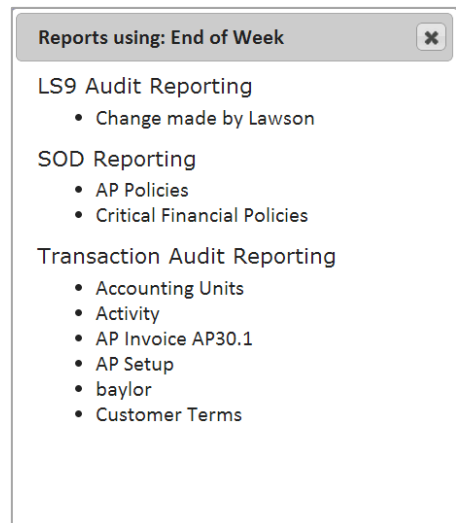 Reports using: End of Week
LS9 Audit Reporting
• Change made by Lawson
SOD Reporting
• AP Policies
• Critical Financial Policies
Transaction Audit Reporting
• Accounting Units
• Activity
• AP Invoice AP30.1
• AP Setup
• baylor
• Customer Terms